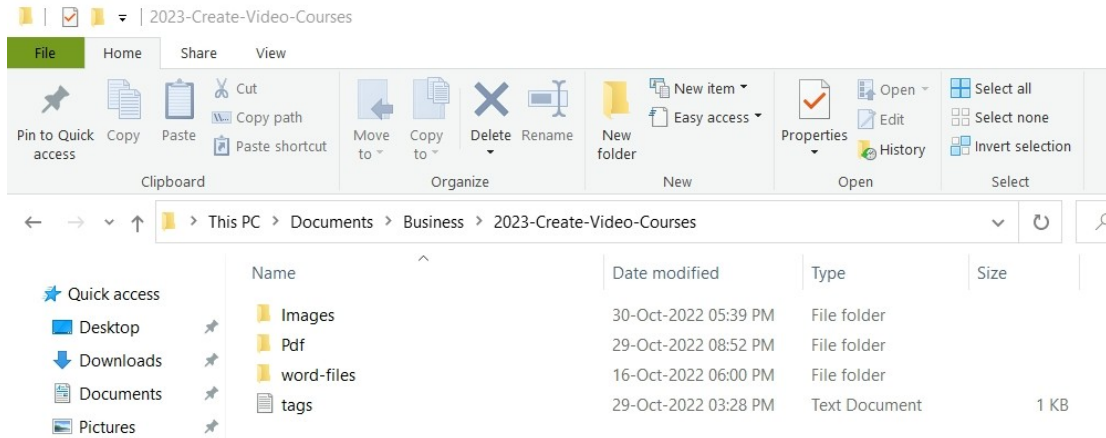 2023-Create-Video-Courses
File Home Share View
Pin to Quick access
Copy
Paste
Cut
Copy path
Paste shortcut
Clipboard
Move to
Copy to
Delete
Rename
Organize
New folder
New item
Easy access
New
Properties
Open
Edit
History
Open
Select all
Select none
Invert selection
Select
This PC > Documents > Business > 2023-Create-Video-Courses
Name Date modified Type Size
Quick access
Desktop
Downloads
Documents
Pictures
Images 30-Oct-2022 05:39 PM File folder
Pdf 29-Oct-2022 08:52 PM File folder
word-files 16-Oct-2022 06:00 PM File folder
tags 29-Oct-2022 03:28 PM Text Document 1 KB